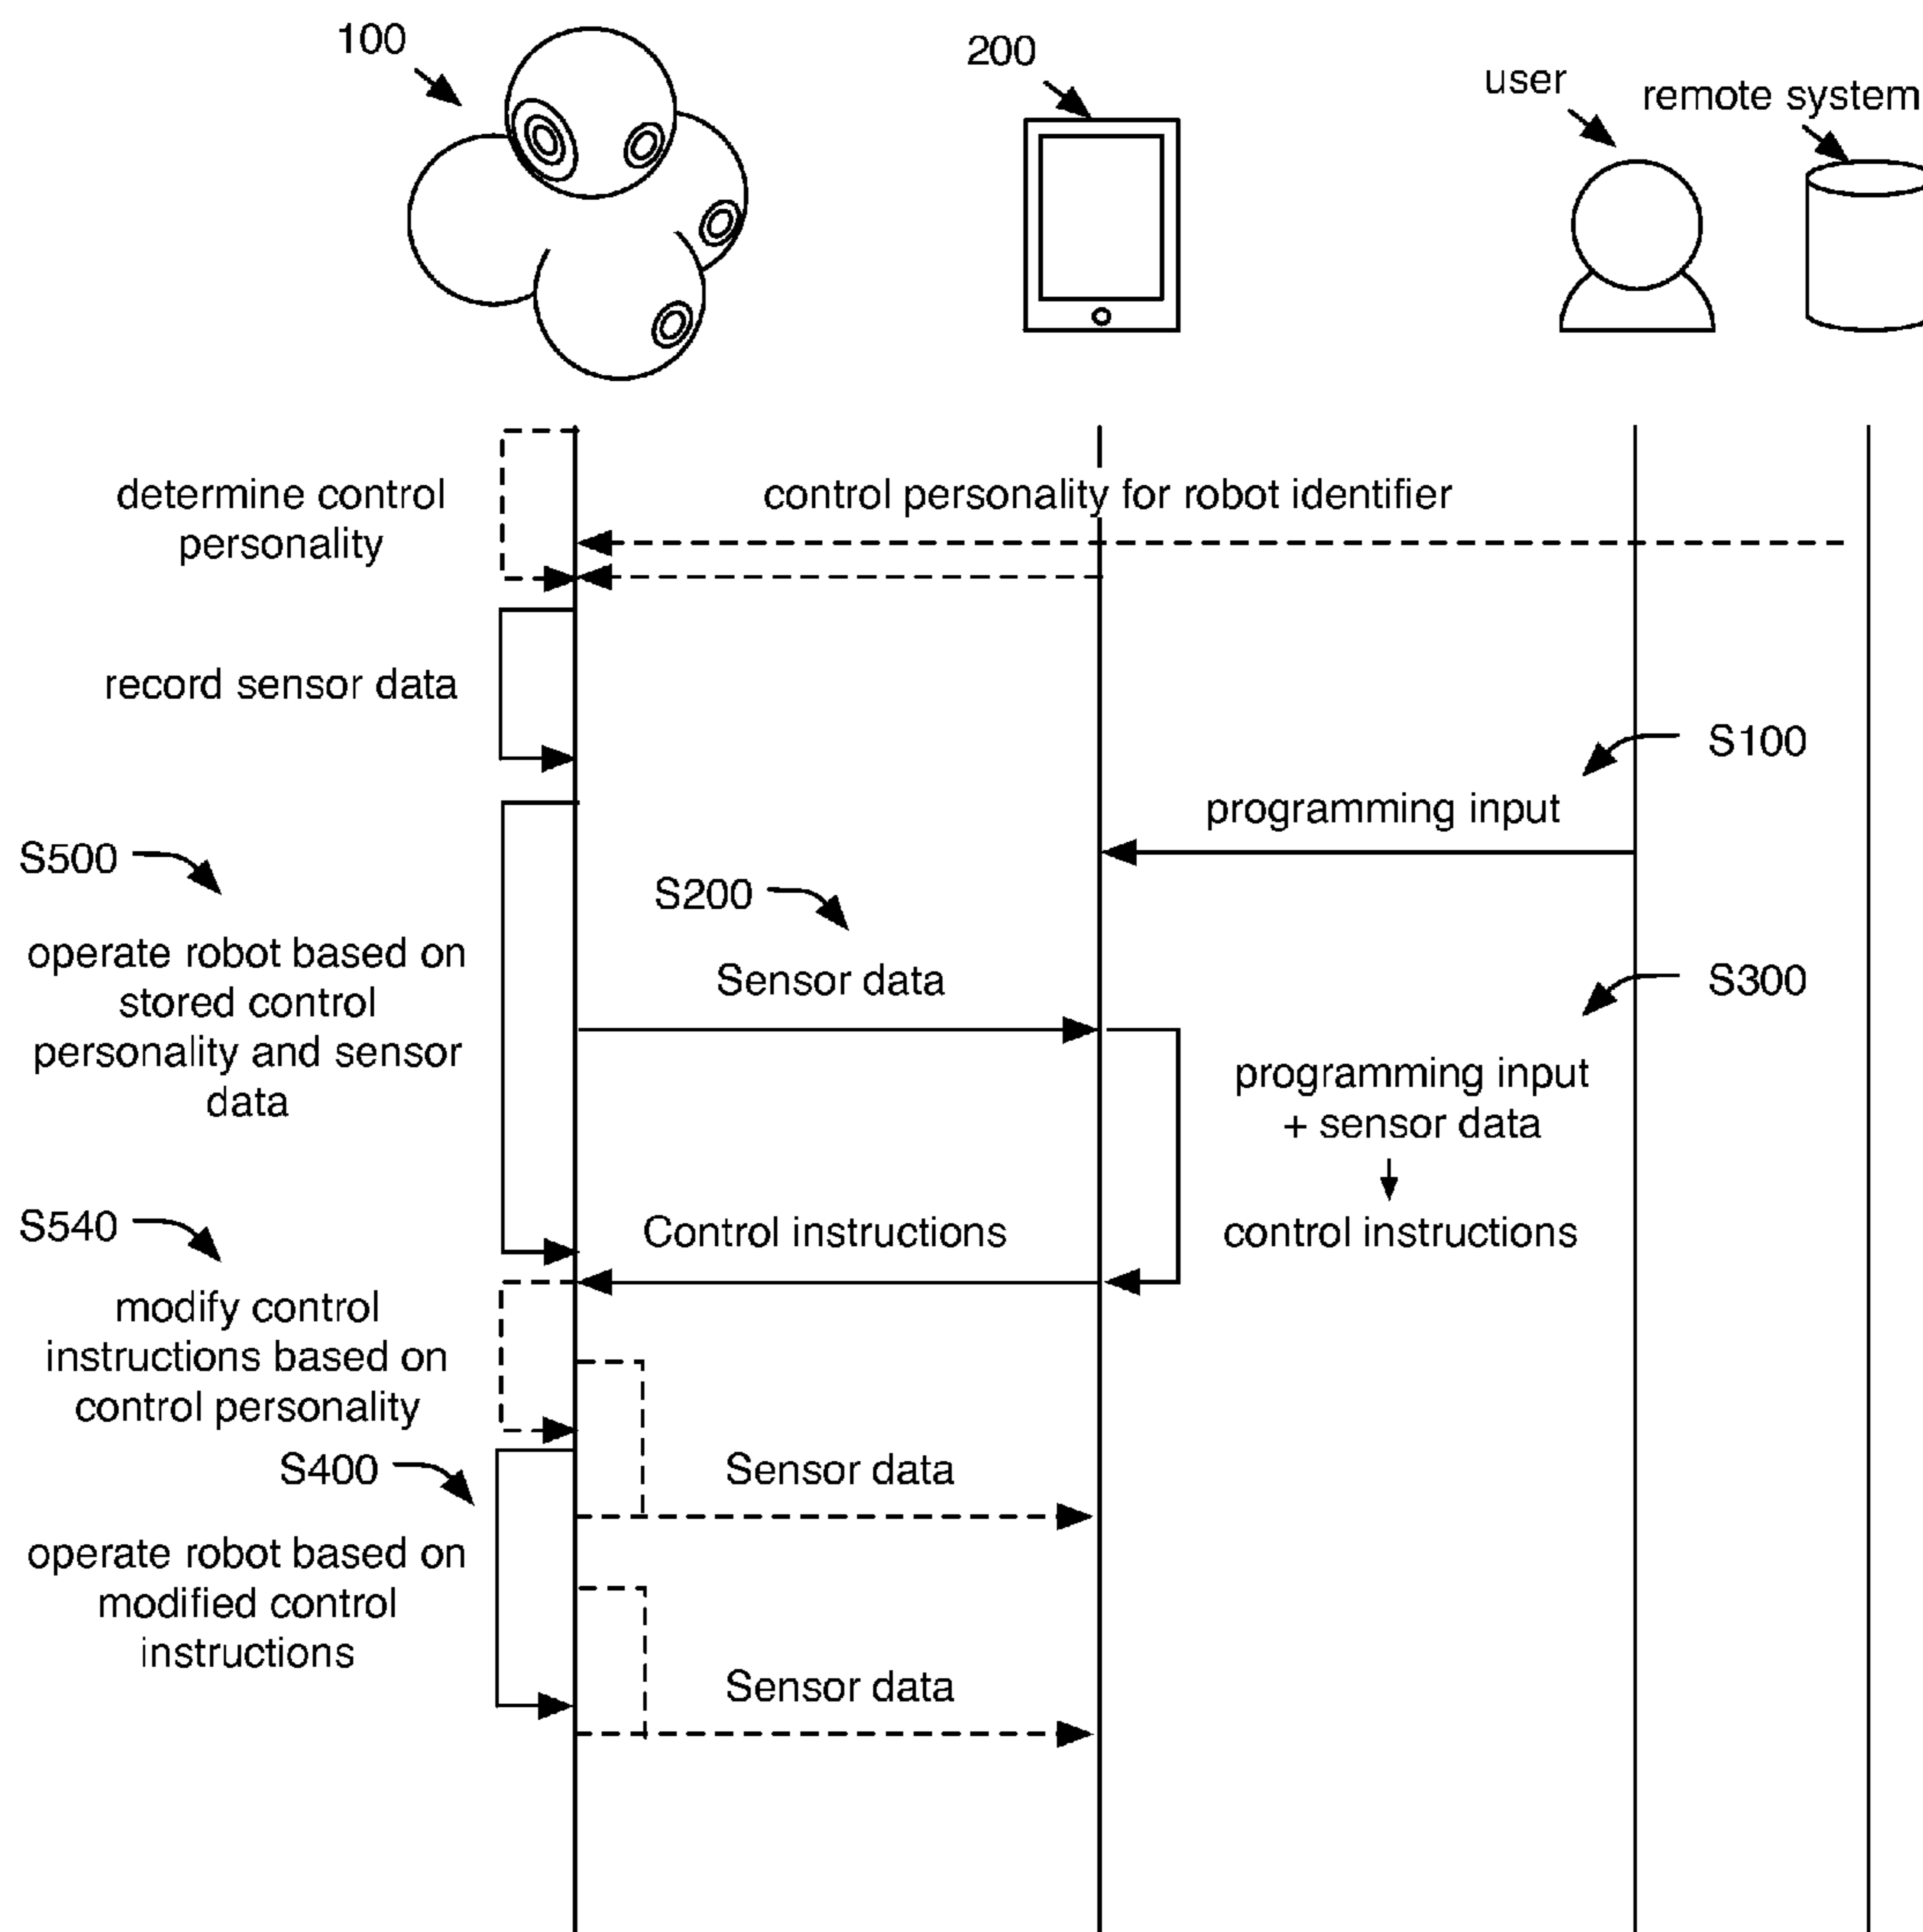 100
200
user
remote system
determine control
personality
control personality for robot identifier
record sensor data
S100
programming input
S500
S200
operate robot based on
stored control
personality and sensor
data
Sensor data
S300
programming input
+ sensor data
control instructions
S540
Control instructions
modify control
instructions based on
control personality
S400
Sensor data
operate robot based on
modified control
instructions
Sensor data